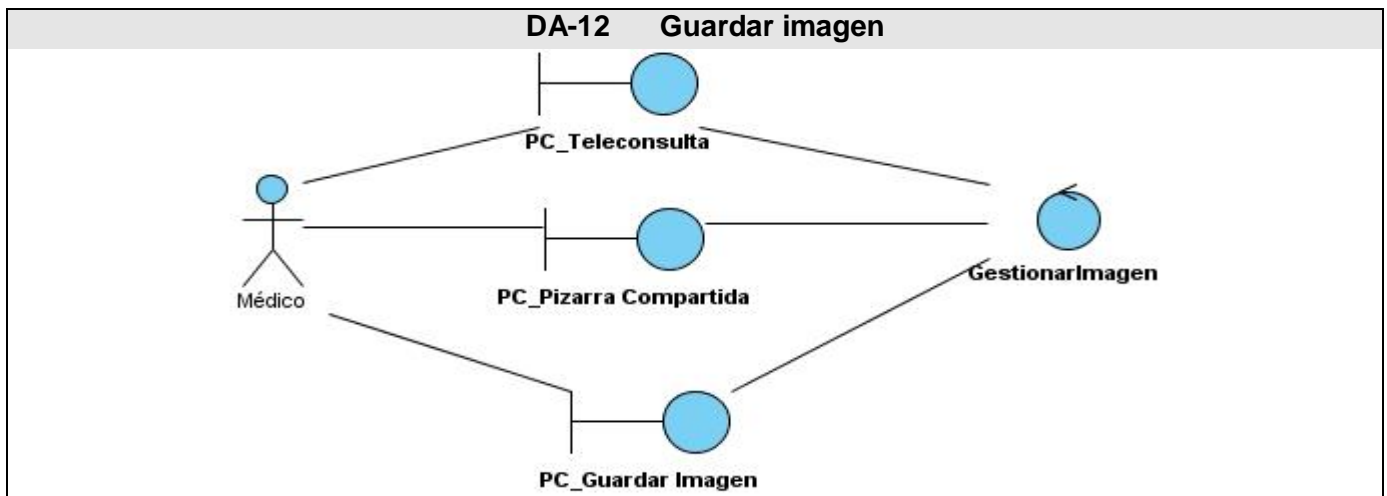 DA-12 Guardar imagen
PC_Teleconsulta
Médico
PC_Pizarra Compartida
GestionarImagen
PC_Guardar Imagen